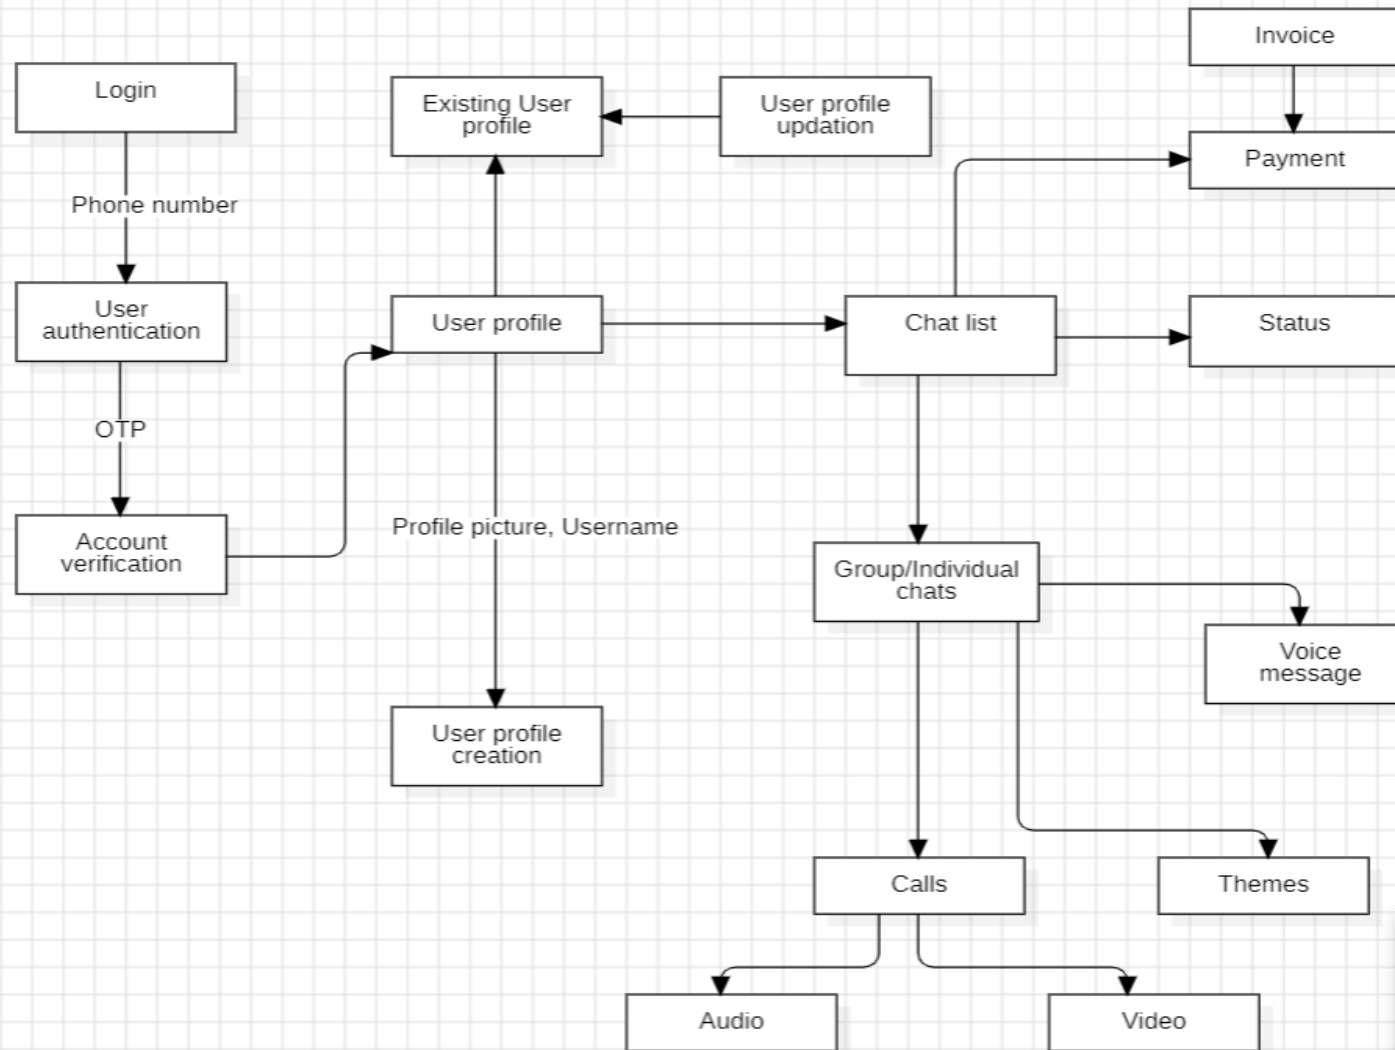 Invoice
Login
Existing User
profile
User profile
updation
Payment
Phone number
User
authentication
User profile
Chat list
Status
OTP
Account
verification
Profile picture, Username
Group/Individual
chats
Voice
message
User profile
creation
Calls
Themes
Audio
Video